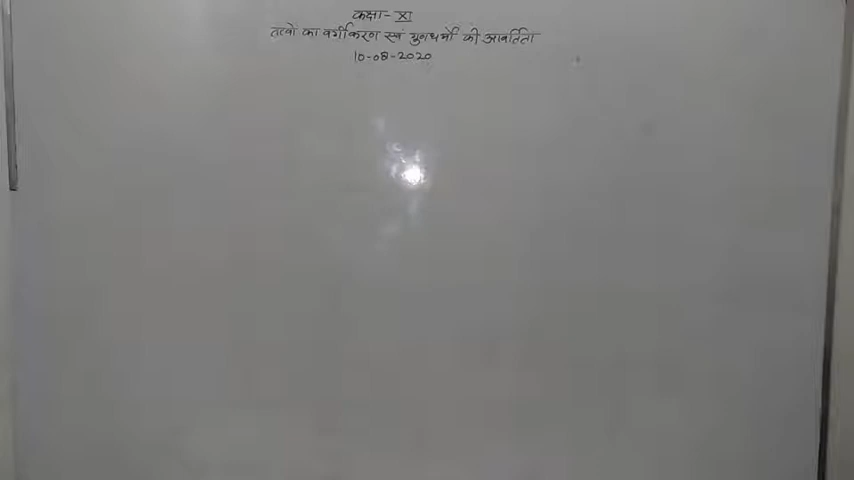 कक्षा - XI
तत्वों का वर्गीकरण एवं गुणधर्मों की आवर्तिता
10-08-2020